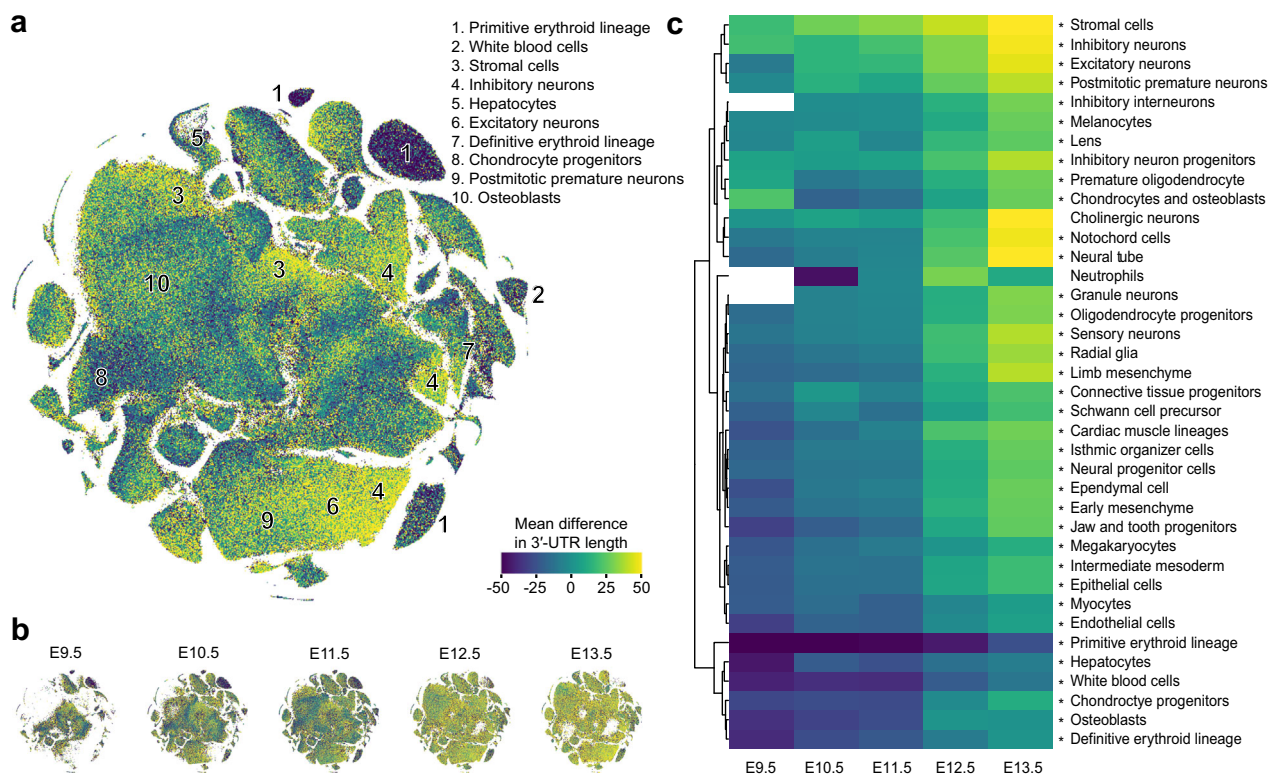 a
1. Primitive erythroid lineage
2. White blood cells
3. Stromal cells
4. Inhibitory neurons
5. Hepatocytes
6. Excitatory neurons
7. Definitive erythroid lineage
8. Chondrocyte progenitors
9. Postmitotic premature neurons
10. Osteoblasts
1
5
1
3
4
3
10
2
7
4
8
4
6
9
1
Mean difference
in 3′-UTR length
-50 -25 0 25 50
b
E9.5 E10.5 E11.5 E12.5 E13.5
c
* Stromal cells
* Inhibitory neurons
* Excitatory neurons
* Postmitotic premature neurons
* Inhibitory interneurons
* Melanocytes
* Lens
* Inhibitory neuron progenitors
* Premature oligodendrocyte
* Chondrocytes and osteoblasts
Cholinergic neurons
* Notochord cells
* Neural tube
Neutrophils
* Granule neurons
* Oligodendrocyte progenitors
* Sensory neurons
* Radial glia
* Limb mesenchyme
* Connective tissue progenitors
* Schwann cell precursor
* Cardiac muscle lineages
* Isthmic organizer cells
* Neural progenitor cells
* Ependymal cell
* Early mesenchyme
* Jaw and tooth progenitors
* Megakaryocytes
* Intermediate mesoderm
* Epithelial cells
* Myocytes
* Endothelial cells
* Primitive erythroid lineage
* Hepatocytes
* White blood cells
* Chondroctye progenitors
* Osteoblasts
* Definitive erythroid lineage
E9.5 E10.5 E11.5 E12.5 E13.5